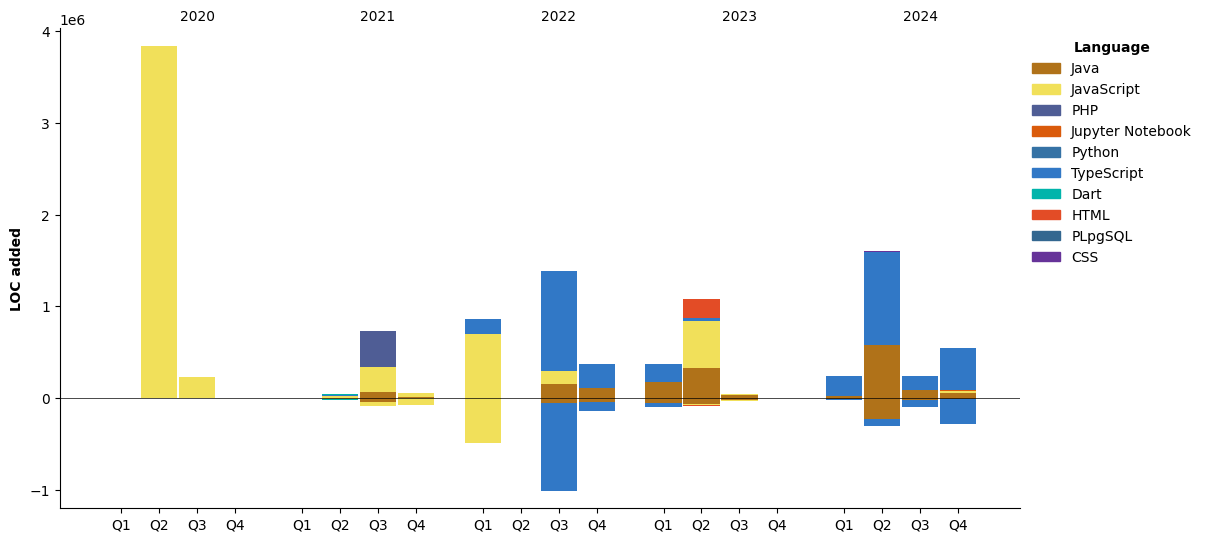 2020 2021 2022 2023 2024
1e6
4
3
2
1
0
−1
LOC added
Q1 Q2 Q3 Q4 Q1 Q2 Q3 Q4 Q1 Q2 Q3 Q4 Q1 Q2 Q3 Q4 Q1 Q2 Q3 Q4
Language
Java
JavaScript
PHP
Jupyter Notebook
Python
TypeScript
Dart
HTML
PLpgSQL
CSS